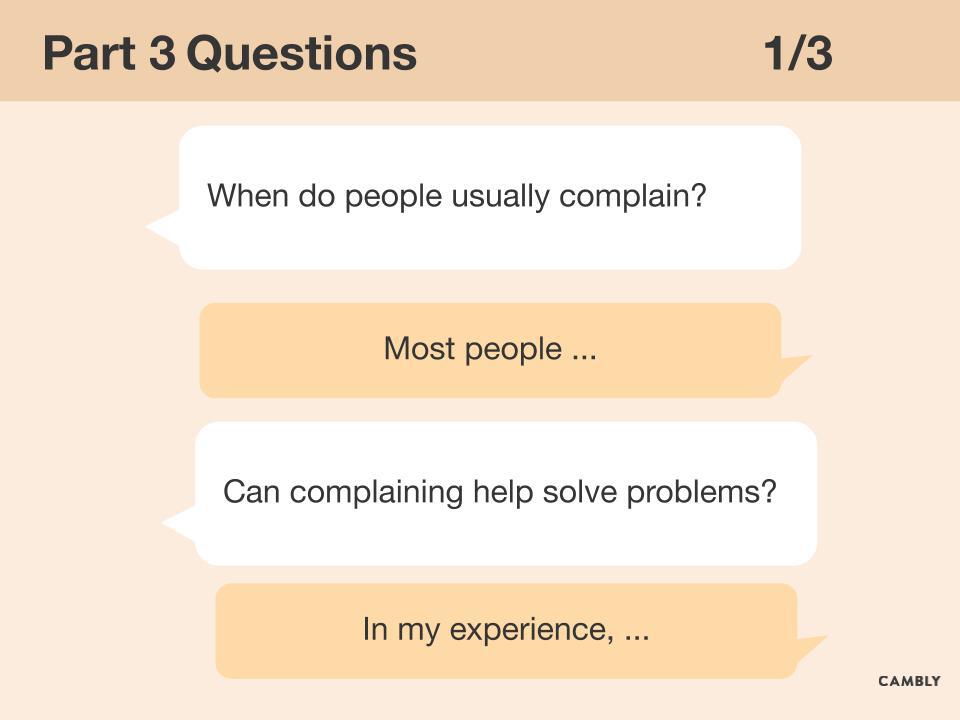 Part 3 Questions 1/3
When do people usually complain?
Most people ...
Can complaining help solve problems?
In my experience, ...
CAMBLY